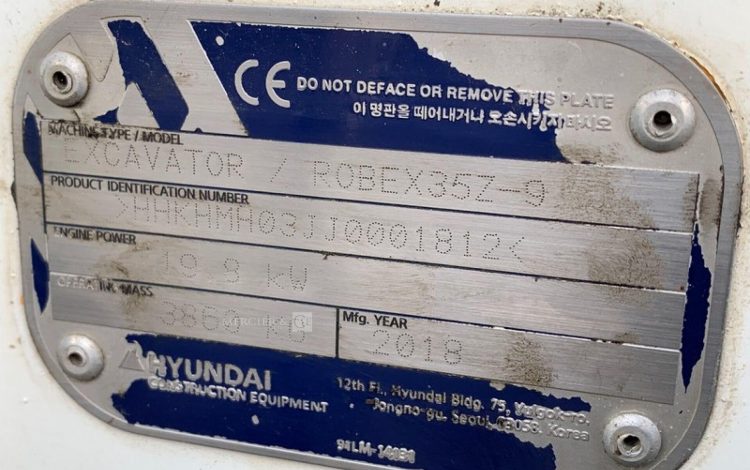 CE DO NOT DEFACE OR REMOVE THIS PLATE
이 명판을 떼어내거나 오손시키지 마시오
MACHINE TYPE / MODEL
EXCAVATOR / ROBEX35Z-9
PRODUCT IDENTIFICATION NUMBER
>HHKHMA03JJ0001812<
ENGINE POWER
19.8 kW
OPERATING MASS
kg
Mfg. YEAR
2018
HYUNDAI
CONSTRUCTION EQUIPMENT
12th Fl., Hyundai Bldg. 75, Yulgok-ro,
Jongno-gu, Seoul, 03058, Korea